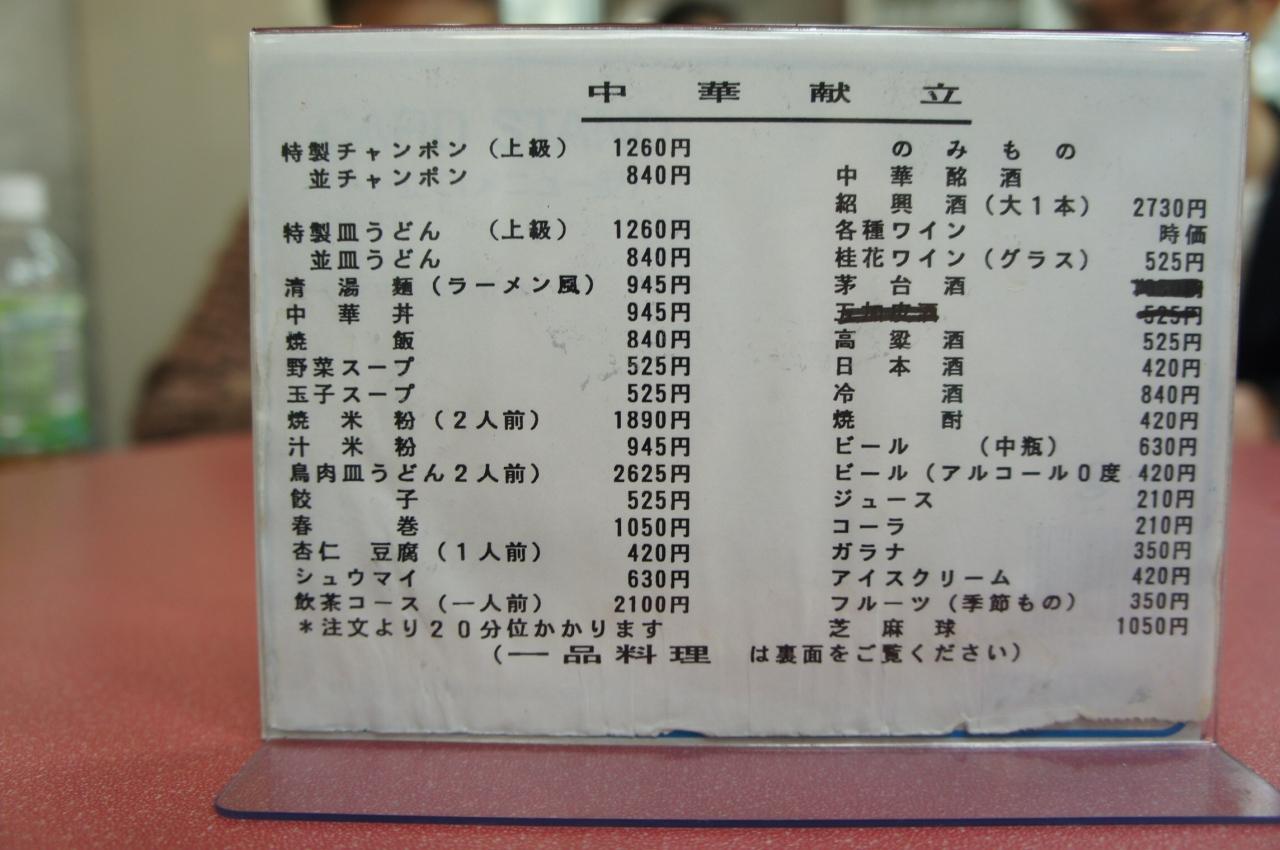 中華献立
特製チャンポン（上級） 1260円
並チャンポン 840円
特製皿うどん （上級） 1260円
並皿うどん 840円
清湯麺（ラーメン風） 945円
中華丼 945円
焼飯 840円
野菜スープ 525円
玉子スープ 525円
焼米粉（２人前） 1890円
汁米粉 945円
鳥肉皿うどん２人前） 2625円
餃子 525円
春巻 1050円
杏仁 豆腐（１人前） 420円
シュウマイ 630円
飲茶コース（一人前） 2100円
＊注文より２０分位かかります
のみもの
中華酩酒
紹興酒（大１本） 2730円
各種ワイン 時価
桂花ワイン（グラス） 525円
茅台酒
525円
高粱酒 525円
日本酒 420円
冷酒 840円
焼酎 420円
ビール （中瓶） 630円
ビール（アルコール０度 420円
ジュース 210円
コーラ 210円
ガラナ 350円
アイスクリーム 420円
フルーツ（季節もの） 350円
芝麻球 1050円
（一品料理 は裏面をご覧ください）